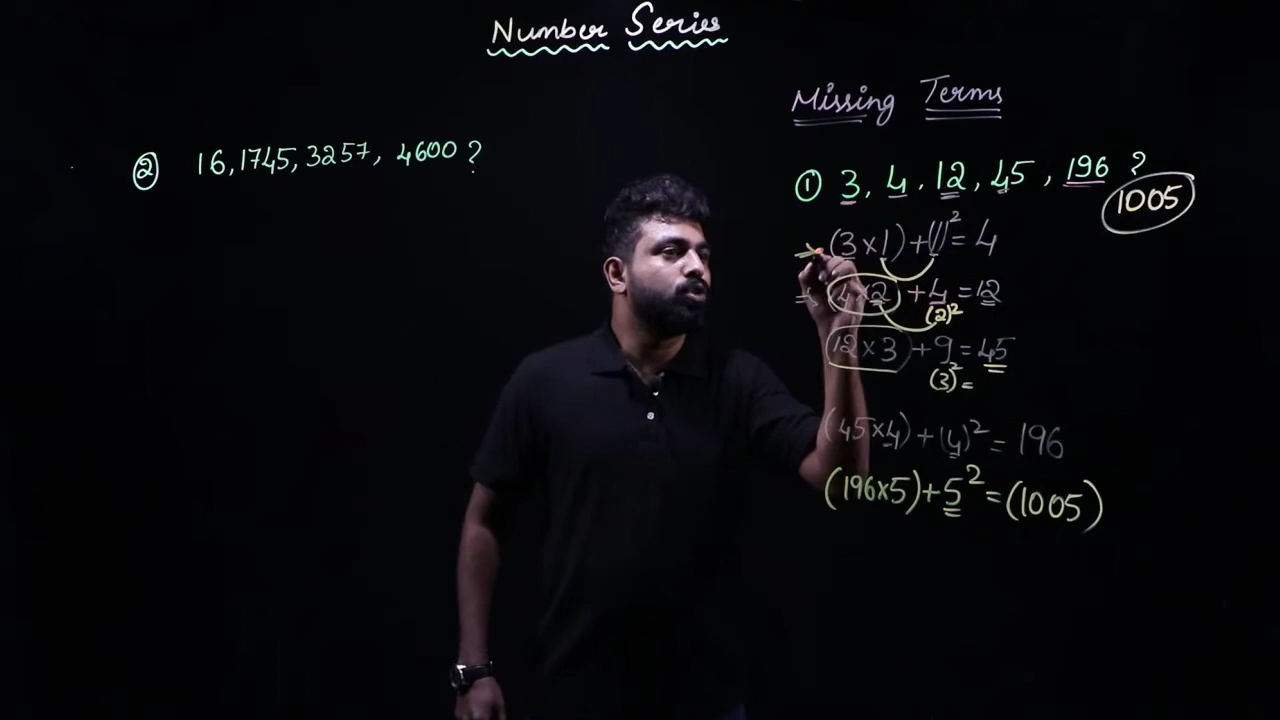 Number Series
Missing Terms
② 16, 1745, 3257, 4600 ?
① 3, 4, 12, 45, 196 ?
1005
(3×1) + (1)² = 4
= 4×2 + 4 = 12
(2)²
12×3 + 9 = 45
(3)² =
(45×4) + (4)² = 196
(196×5) + 5² = (1005)